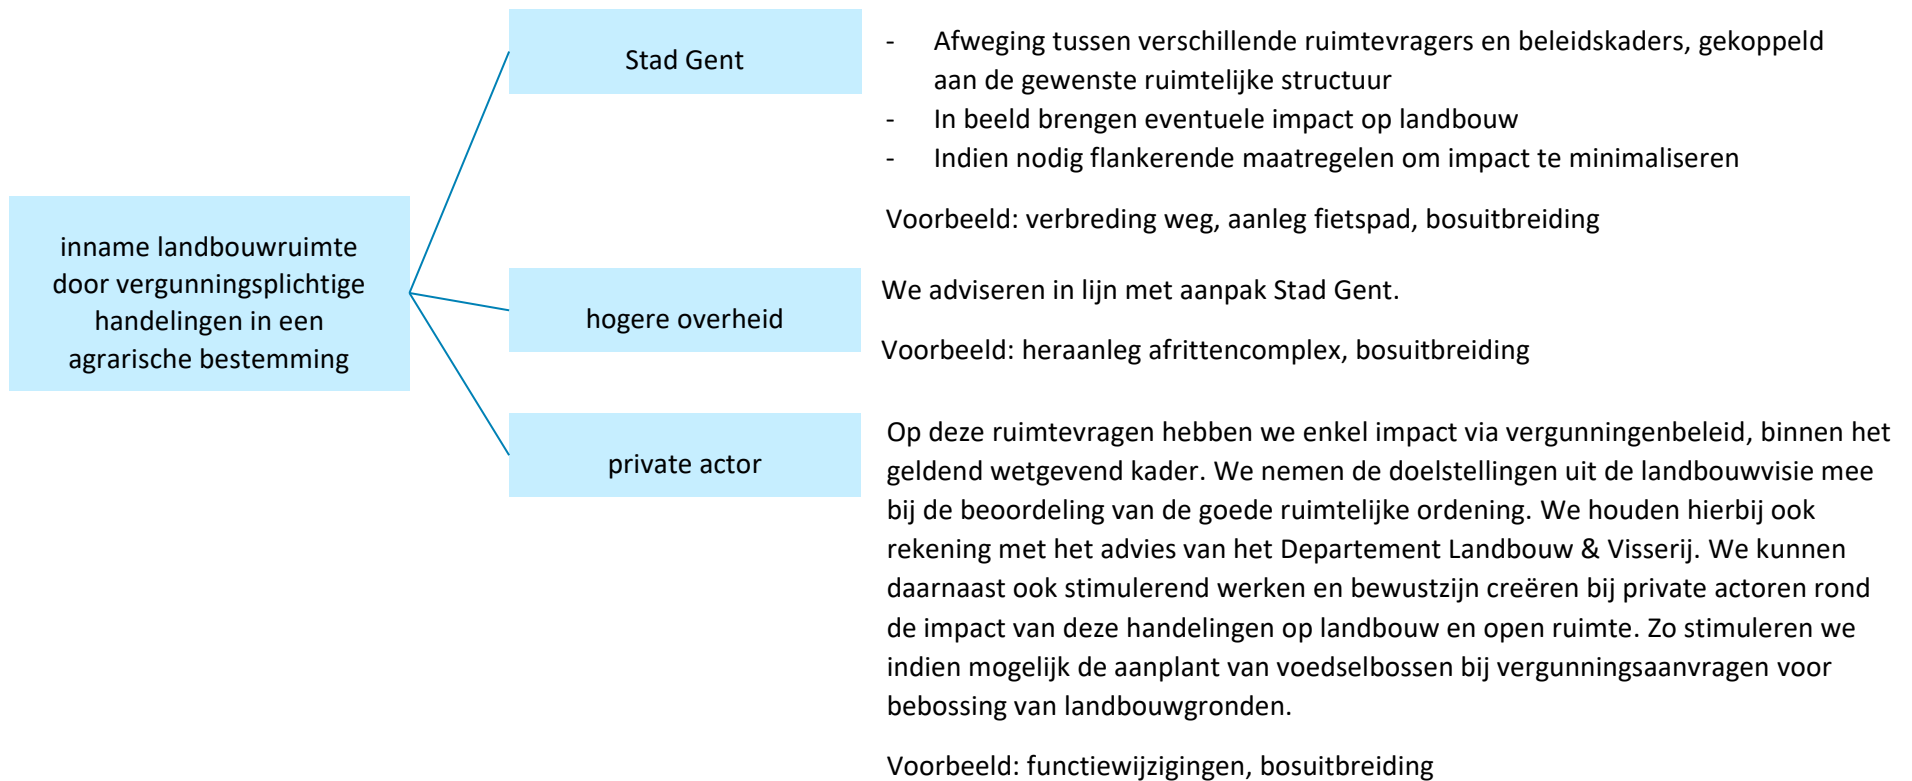 inname landbouwruimte
door vergunningsplichtige
handelingen in een
agrarische bestemming
Stad Gent
- Afweging tussen verschillende ruimtevragers en beleidskaders, gekoppeld
aan de gewenste ruimtelijke structuur
- In beeld brengen eventuele impact op landbouw
- Indien nodig flankerende maatregelen om impact te minimaliseren
Voorbeeld: verbreding weg, aanleg fietspad, bosuitbreiding
hogere overheid
We adviseren in lijn met aanpak Stad Gent.
Voorbeeld: heraanleg afrittencomplex, bosuitbreiding
private actor
Op deze ruimtevragen hebben we enkel impact via vergunningenbeleid, binnen het
geldend wetgevend kader. We nemen de doelstellingen uit de landbouwvisie mee
bij de beoordeling van de goede ruimtelijke ordening. We houden hierbij ook
rekening met het advies van het Departement Landbouw & Visserij. We kunnen
daarnaast ook stimulerend werken en bewustzijn creëren bij private actoren rond
de impact van deze handelingen op landbouw en open ruimte. Zo stimuleren we
indien mogelijk de aanplant van voedselbossen bij vergunningsaanvragen voor
bebossing van landbouwgronden.
Voorbeeld: functiewijzigingen, bosuitbreiding